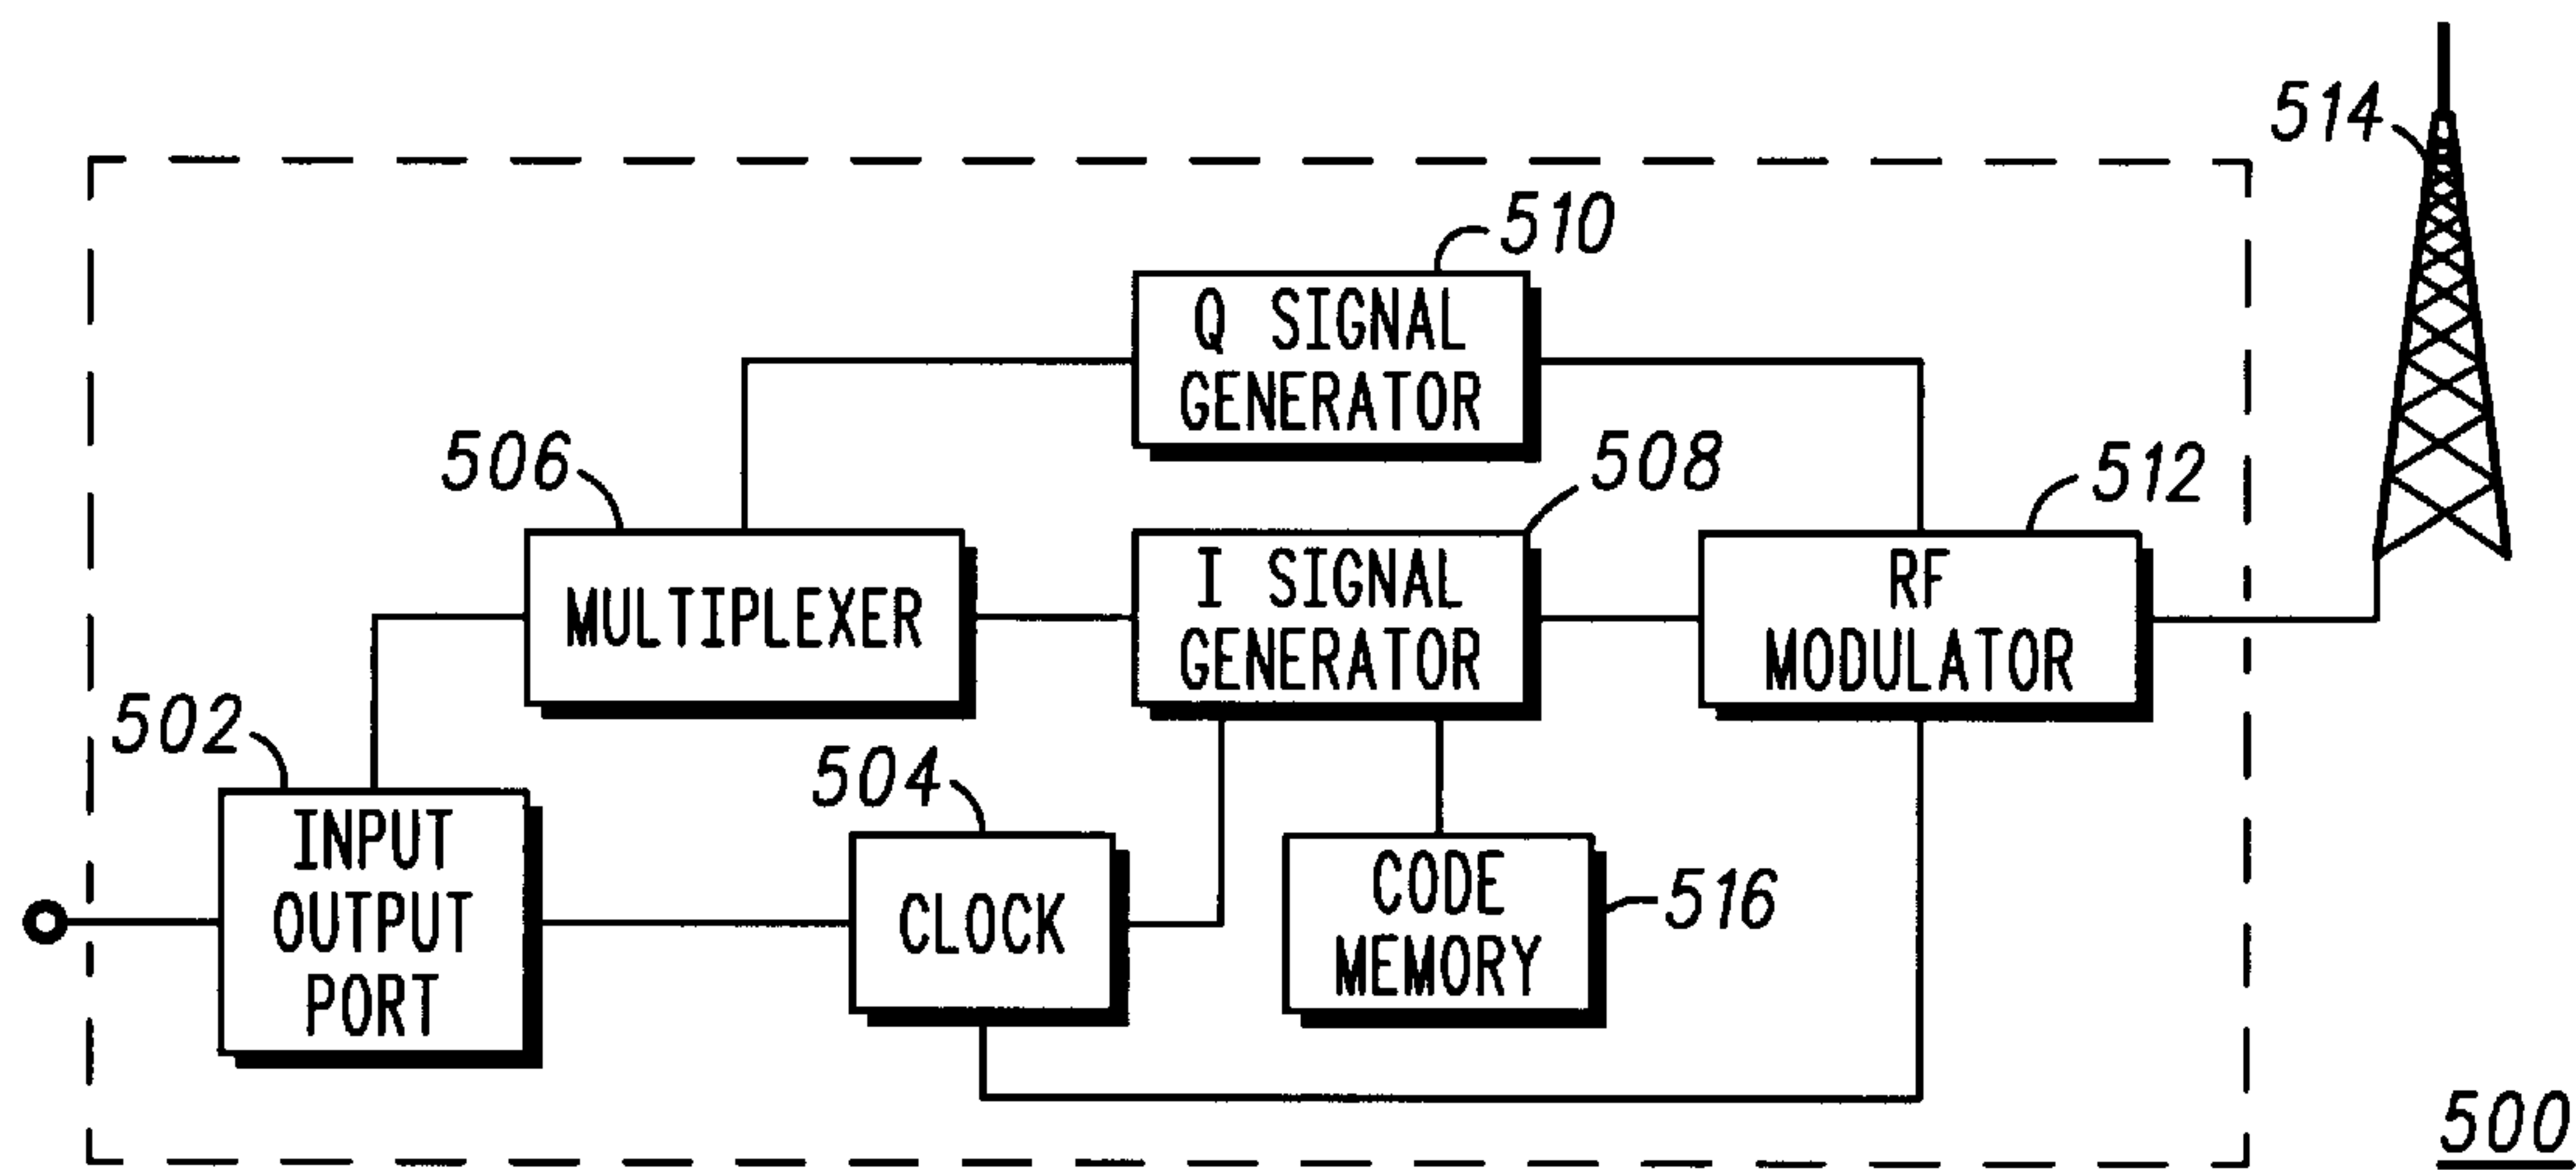 514
510
Q SIGNAL
GENERATOR
506
508
512
MULTIPLEXER
I SIGNAL
GENERATOR
RF
MODULATOR
502
504
INPUT
OUTPUT
PORT
CLOCK
CODE
MEMORY
516
500